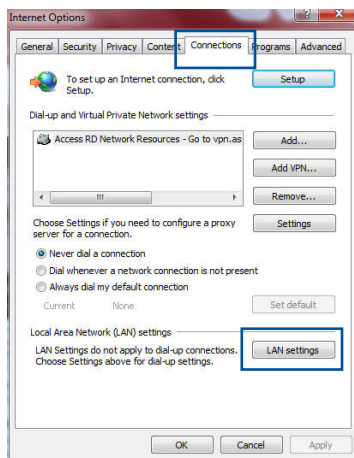 Internet Options
General Security Privacy Content Connections Programs Advanced
To set up an Internet connection, click Setup.
Setup
Dial-up and Virtual Private Network settings
Access RD Network Resources - Go to vpn.as
Add...
Add VPN...
Remove...
Choose Settings if you need to configure a proxy
server for a connection.
Settings
Never dial a connection
Dial whenever a network connection is not present
Always dial my default connection
Current None
Set default
Local Area Network (LAN) settings
LAN Settings do not apply to dial-up connections.
Choose Settings above for dial-up settings.
LAN settings
OK Cancel Apply